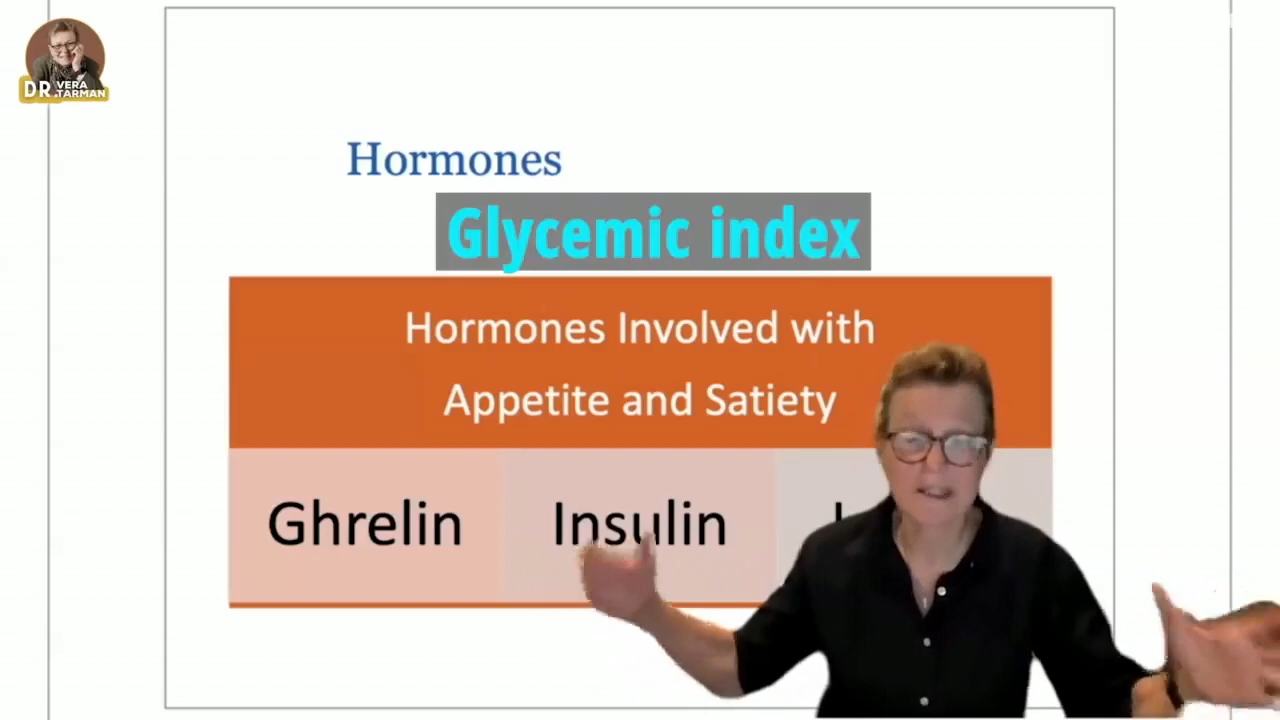 DR. VERA
TARMAN
Hormones
Glycemic index
Hormones Involved with
Appetite and Satiety
Ghrelin Insulin